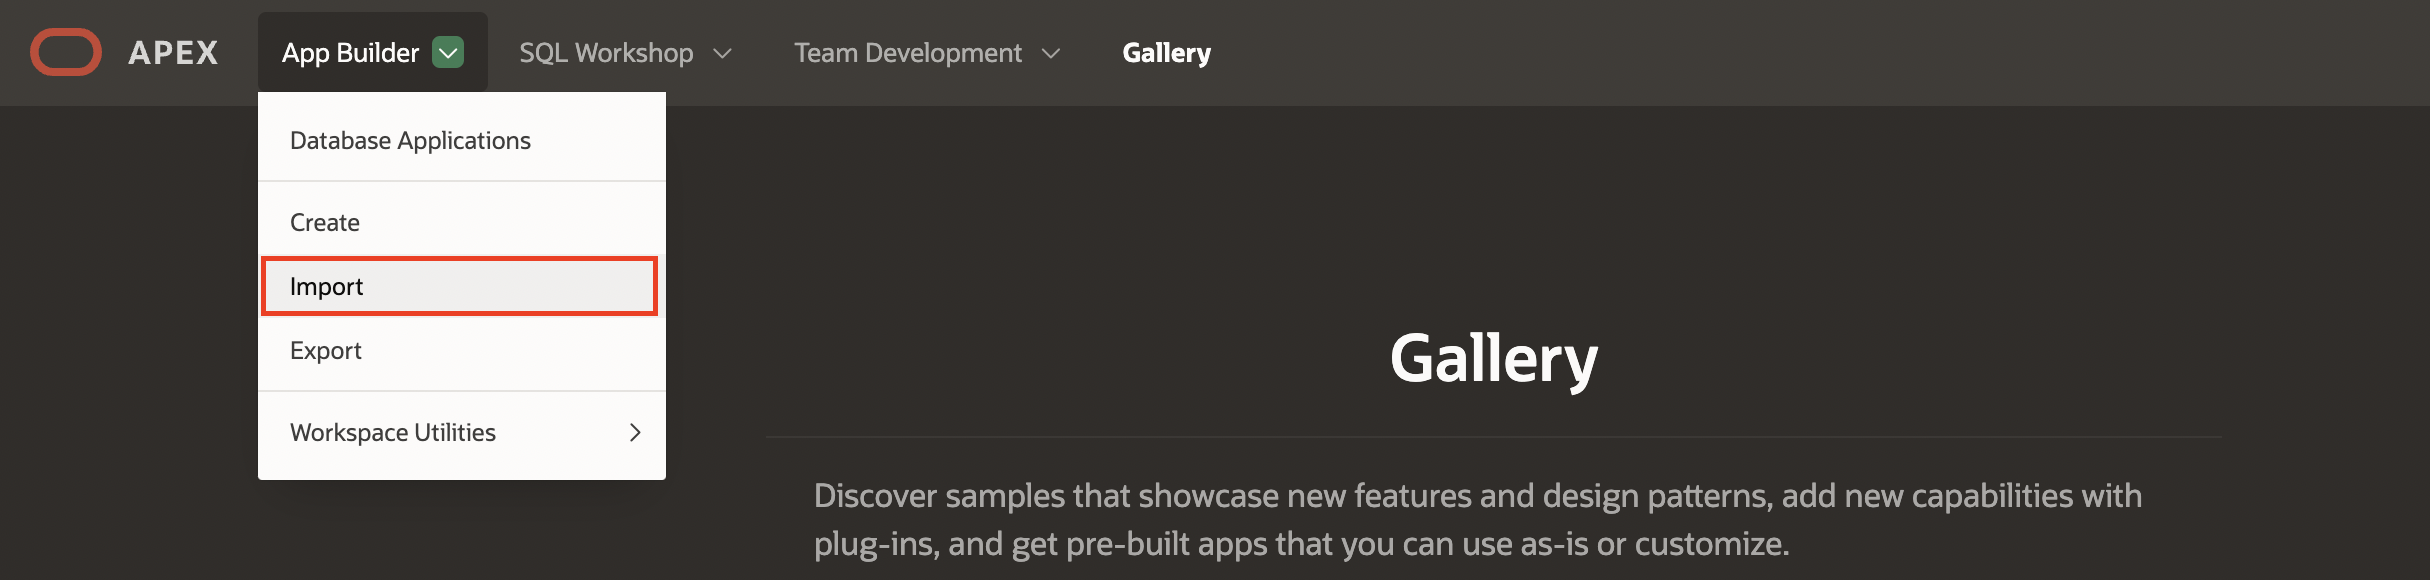 APEX App Builder SQL Workshop Team Development Gallery
Database Applications
Create
Import
Export
Workspace Utilities
Gallery
Discover samples that showcase new features and design patterns, add new capabilities with
plug-ins, and get pre-built apps that you can use as-is or customize.